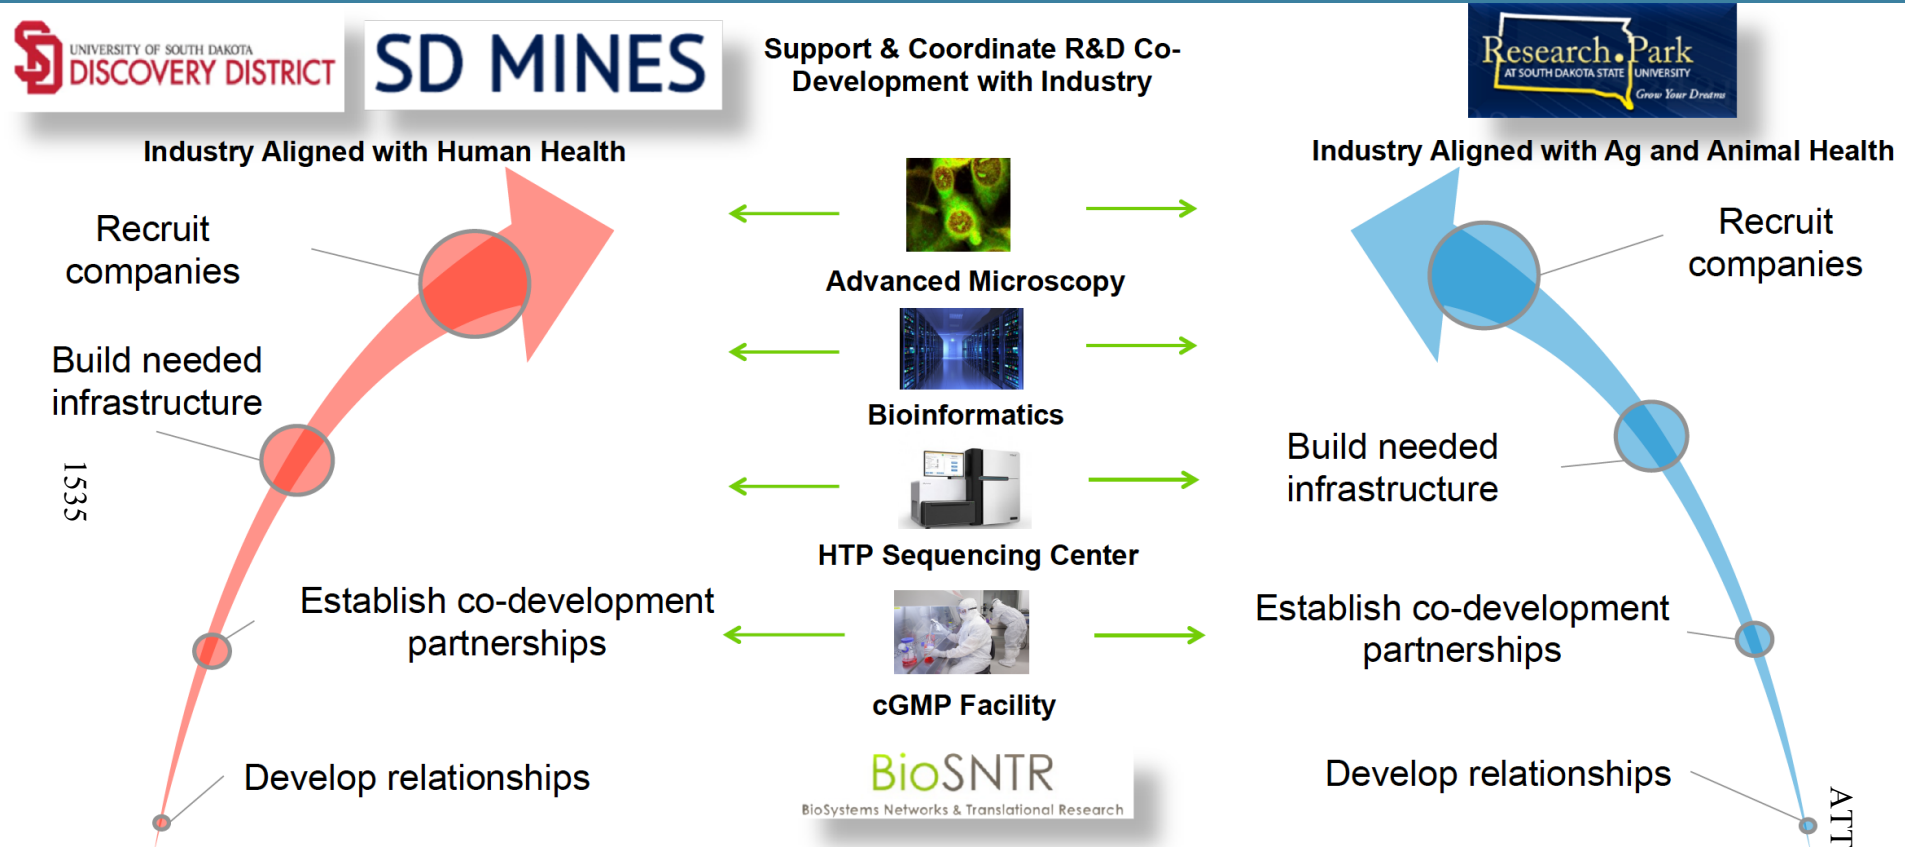 UNIVERSITY OF SOUTH DAKOTA
DISCOVERY DISTRICT
SD MINES
Support & Coordinate R&D Co-
Development with Industry
Research Park
AT SOUTH DAKOTA STATE UNIVERSITY
Grow Your Dreams
Industry Aligned with Human Health
Industry Aligned with Ag and Animal Health
Recruit
companies
Build needed
infrastructure
1535
Establish co-development
partnerships
Develop relationships
Advanced Microscopy
Bioinformatics
HTP Sequencing Center
cGMP Facility
BioSNTR
BioSystems Networks & Translational Research
Recruit
companies
Build needed
infrastructure
Establish co-development
partnerships
Develop relationships
ATT